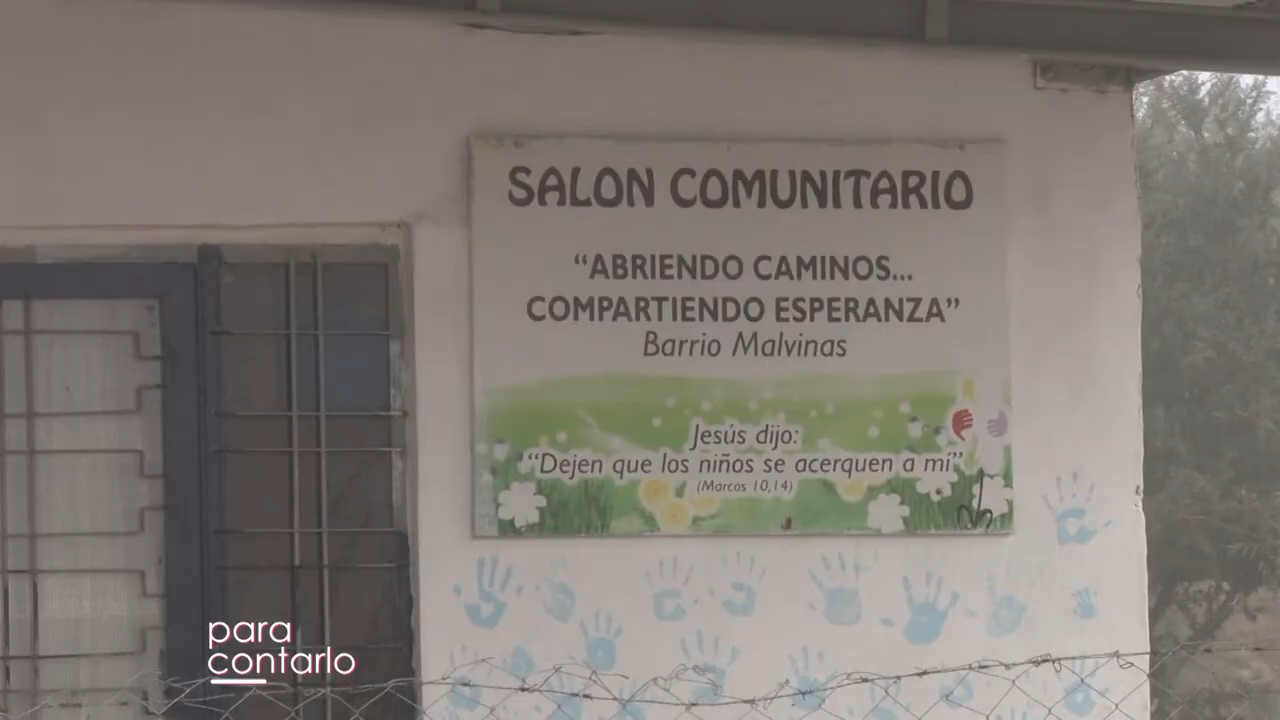 SALON COMUNITARIO
“ABRIENDO CAMINOS...
COMPARTIENDO ESPERANZA”
Barrio Malvinas
Jesús dijo:
“Dejen que los niños se acerquen a mí”
(Marcos 10,14)
para
contarlo